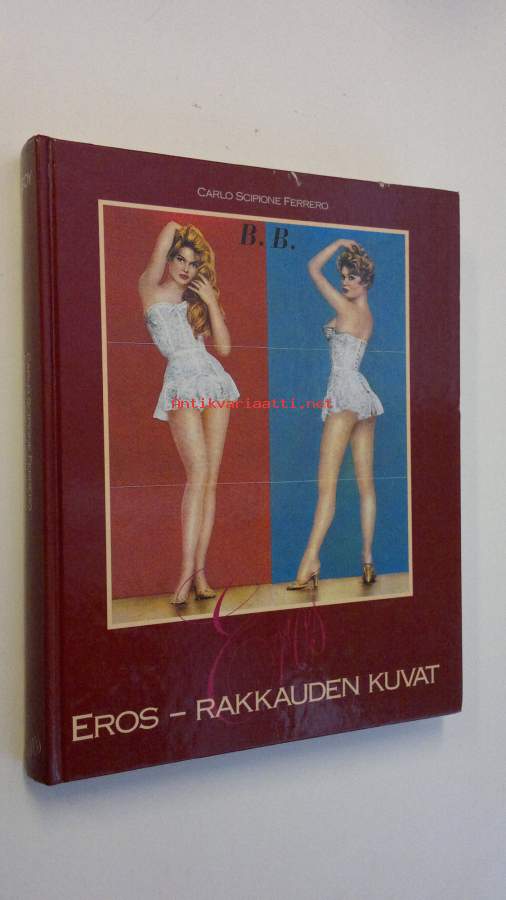 CARLO SCIPIONE FERRERO
B. B.
Antikvariaatti.net
Eros
EROS – RAKKAUDEN KUVAT